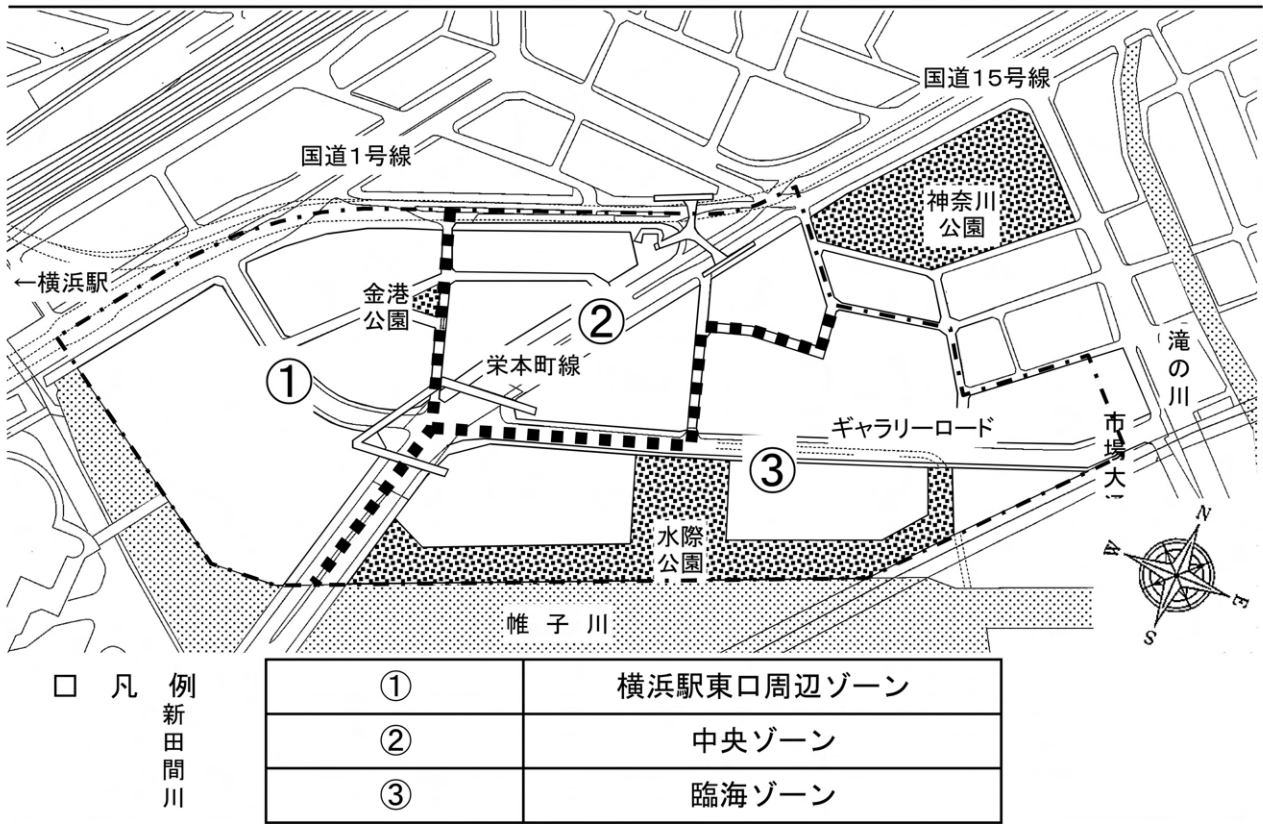 国道15号線
国道1号線
神奈川
公園
←横浜駅
金港
公園
②
滝の川
①
栄本町線
ギャラリーロード
市場大通
③
水際
公園
N
W
E
S
帷子川
□ 凡例
新田間川
① 横浜駅東口周辺ゾーン
② 中央ゾーン
③ 臨海ゾーン